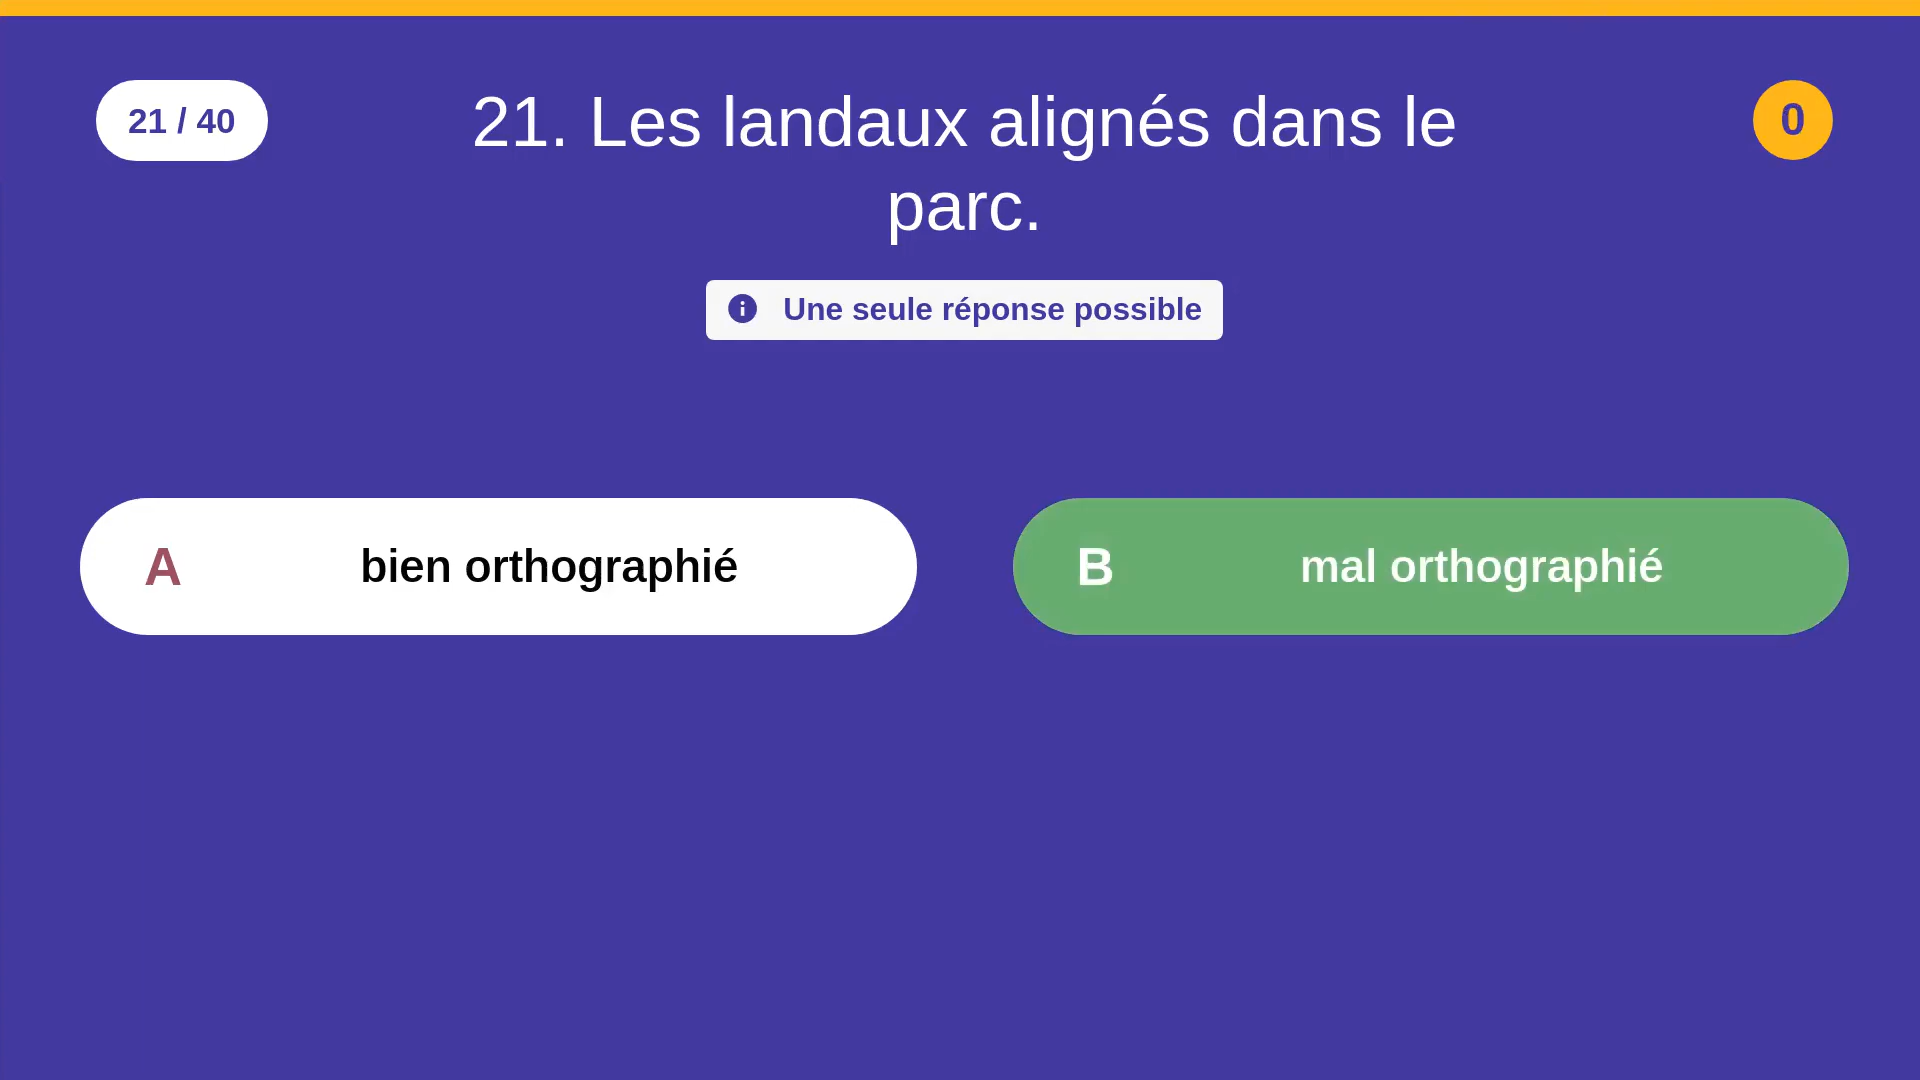 21 / 40
21. Les landaux alignés dans le
parc.
0
Une seule réponse possible
A bien orthographié
B mal orthographié